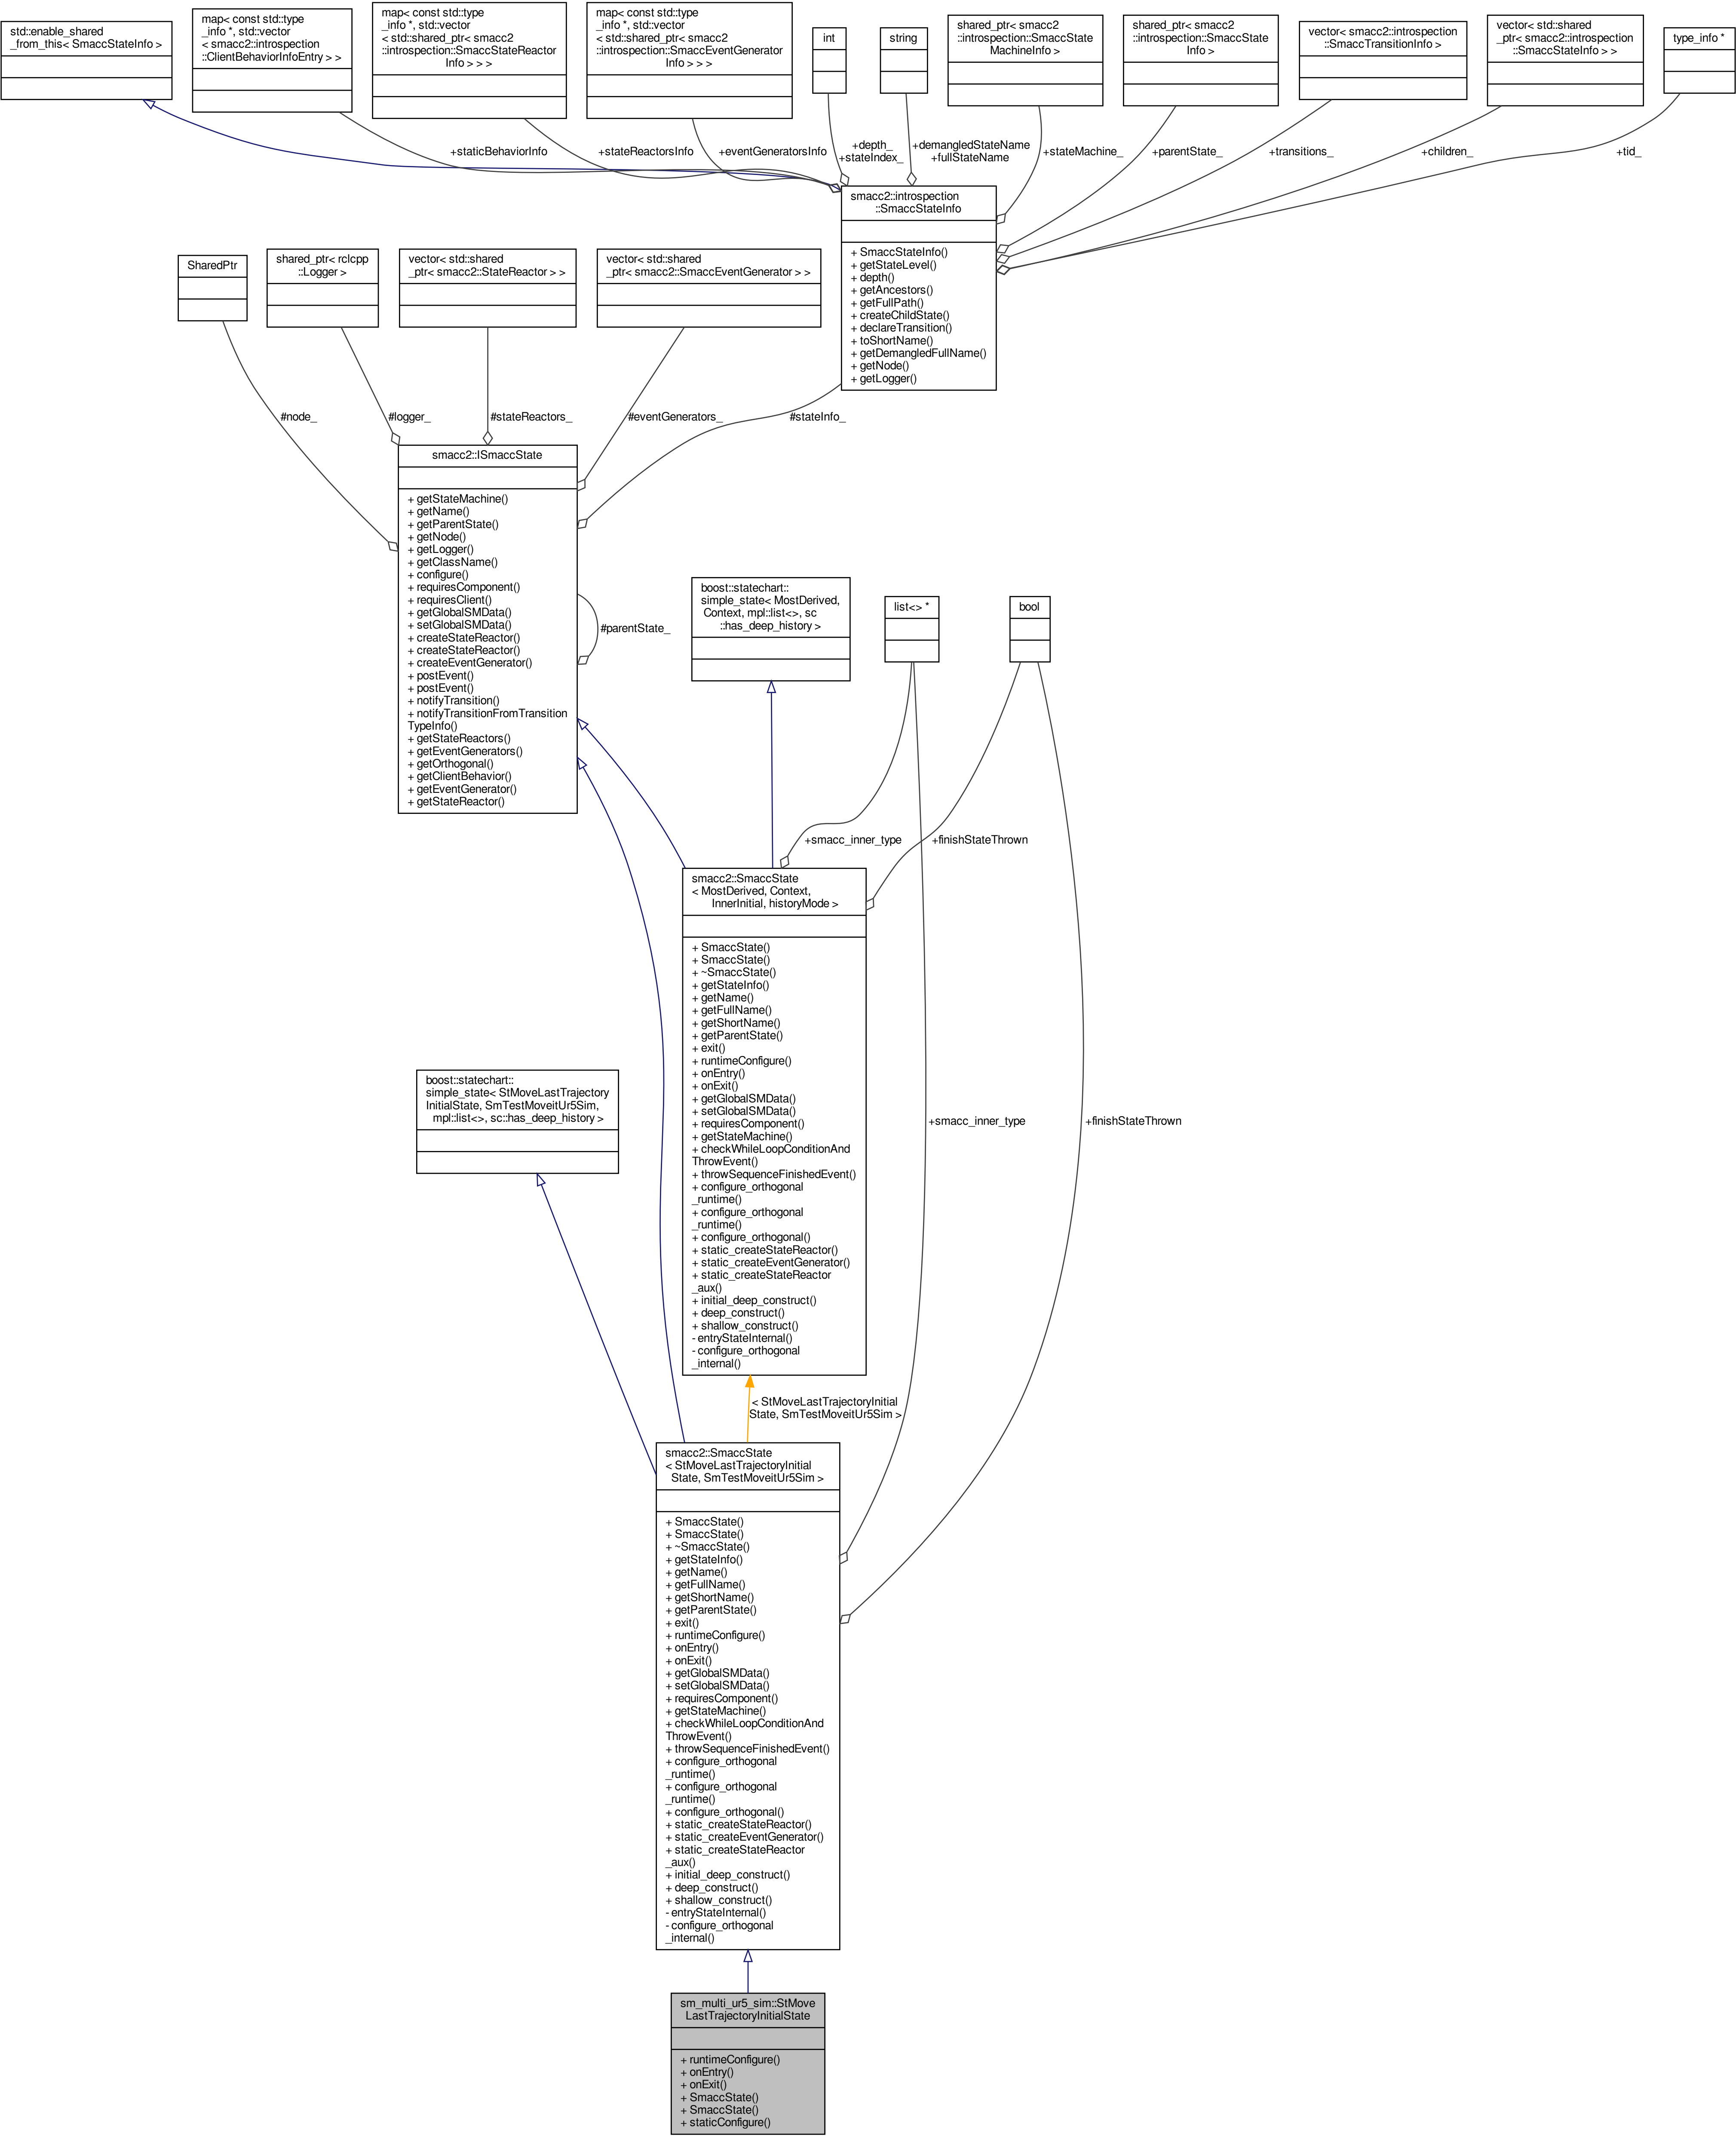 std::enable_shared
_from_this< SmaccStateInfo >
map< const std::type
_info *, std::vector
< smacc2::introspection
::ClientBehaviorInfoEntry > >
map< const std::type
_info *, std::vector
< std::shared_ptr< smacc2
::introspection::SmaccStateReactor
Info > > >
map< const std::type
_info *, std::vector
< std::shared_ptr< smacc2
::introspection::SmaccEventGenerator
Info > > >
int
string
shared_ptr< smacc2
::introspection::SmaccState
MachineInfo >
shared_ptr< smacc2
::introspection::SmaccState
Info >
vector< smacc2::introspection
::SmaccTransitionInfo >
vector< std::shared
_ptr< smacc2::introspection
::SmaccStateInfo > >
type_info *
+staticBehaviorInfo
+stateReactorsInfo
+eventGeneratorsInfo
+depth_
+stateIndex_
+demangledStateName
+fullStateName
+stateMachine_
+parentState_
+transitions_
+children_
+tid_
smacc2::introspection
::SmaccStateInfo
+ SmaccStateInfo()
+ getStateLevel()
+ depth()
+ getAncestors()
+ getFullPath()
+ createChildState()
+ declareTransition()
+ toShortName()
+ getDemangledFullName()
+ getNode()
+ getLogger()
SharedPtr
shared_ptr< rclcpp
::Logger >
vector< std::shared
_ptr< smacc2::StateReactor > >
vector< std::shared
_ptr< smacc2::SmaccEventGenerator > >
#node_
#logger_
#stateReactors_
#eventGenerators_
#stateInfo_
smacc2::ISmaccState
+ getStateMachine()
+ getName()
+ getParentState()
+ getNode()
+ getLogger()
+ getClassName()
+ configure()
+ requiresComponent()
+ requiresClient()
+ getGlobalSMData()
+ setGlobalSMData()
+ createStateReactor()
+ createStateReactor()
+ createEventGenerator()
+ postEvent()
+ postEvent()
+ notifyTransition()
+ notifyTransitionFromTransition
TypeInfo()
+ getStateReactors()
+ getEventGenerators()
+ getOrthogonal()
+ getClientBehavior()
+ getEventGenerator()
+ getStateReactor()
#parentState_
boost::statechart::
simple_state< MostDerived,
Context, mpl::list<>, sc
::has_deep_history >
list<> *
bool
+smacc_inner_type
+finishStateThrown
smacc2::SmaccState
< MostDerived, Context,
InnerInitial, historyMode >
+ SmaccState()
+ SmaccState()
+ ~SmaccState()
+ getStateInfo()
+ getName()
+ getFullName()
+ getShortName()
+ getParentState()
+ exit()
+ runtimeConfigure()
+ onEntry()
+ onExit()
+ getGlobalSMData()
+ setGlobalSMData()
+ requiresComponent()
+ getStateMachine()
+ checkWhileLoopConditionAnd
ThrowEvent()
+ throwSequenceFinishedEvent()
+ configure_orthogonal
_runtime()
+ configure_orthogonal
_runtime()
+ configure_orthogonal()
+ static_createStateReactor()
+ static_createEventGenerator()
+ static_createStateReactor
_aux()
+ initial_deep_construct()
+ deep_construct()
+ shallow_construct()
- entryStateInternal()
- configure_orthogonal
_internal()
boost::statechart::
simple_state< StMoveLastTrajectory
InitialState, SmTestMoveitUr5Sim,
mpl::list<>, sc::has_deep_history >
+smacc_inner_type
+finishStateThrown
< StMoveLastTrajectoryInitial
State, SmTestMoveitUr5Sim >
smacc2::SmaccState
< StMoveLastTrajectoryInitial
State, SmTestMoveitUr5Sim >
+ SmaccState()
+ SmaccState()
+ ~SmaccState()
+ getStateInfo()
+ getName()
+ getFullName()
+ getShortName()
+ getParentState()
+ exit()
+ runtimeConfigure()
+ onEntry()
+ onExit()
+ getGlobalSMData()
+ setGlobalSMData()
+ requiresComponent()
+ getStateMachine()
+ checkWhileLoopConditionAnd
ThrowEvent()
+ throwSequenceFinishedEvent()
+ configure_orthogonal
_runtime()
+ configure_orthogonal
_runtime()
+ configure_orthogonal()
+ static_createStateReactor()
+ static_createEventGenerator()
+ static_createStateReactor
_aux()
+ initial_deep_construct()
+ deep_construct()
+ shallow_construct()
- entryStateInternal()
- configure_orthogonal
_internal()
sm_multi_ur5_sim::StMove
LastTrajectoryInitialState
+ runtimeConfigure()
+ onEntry()
+ onExit()
+ SmaccState()
+ SmaccState()
+ staticConfigure()